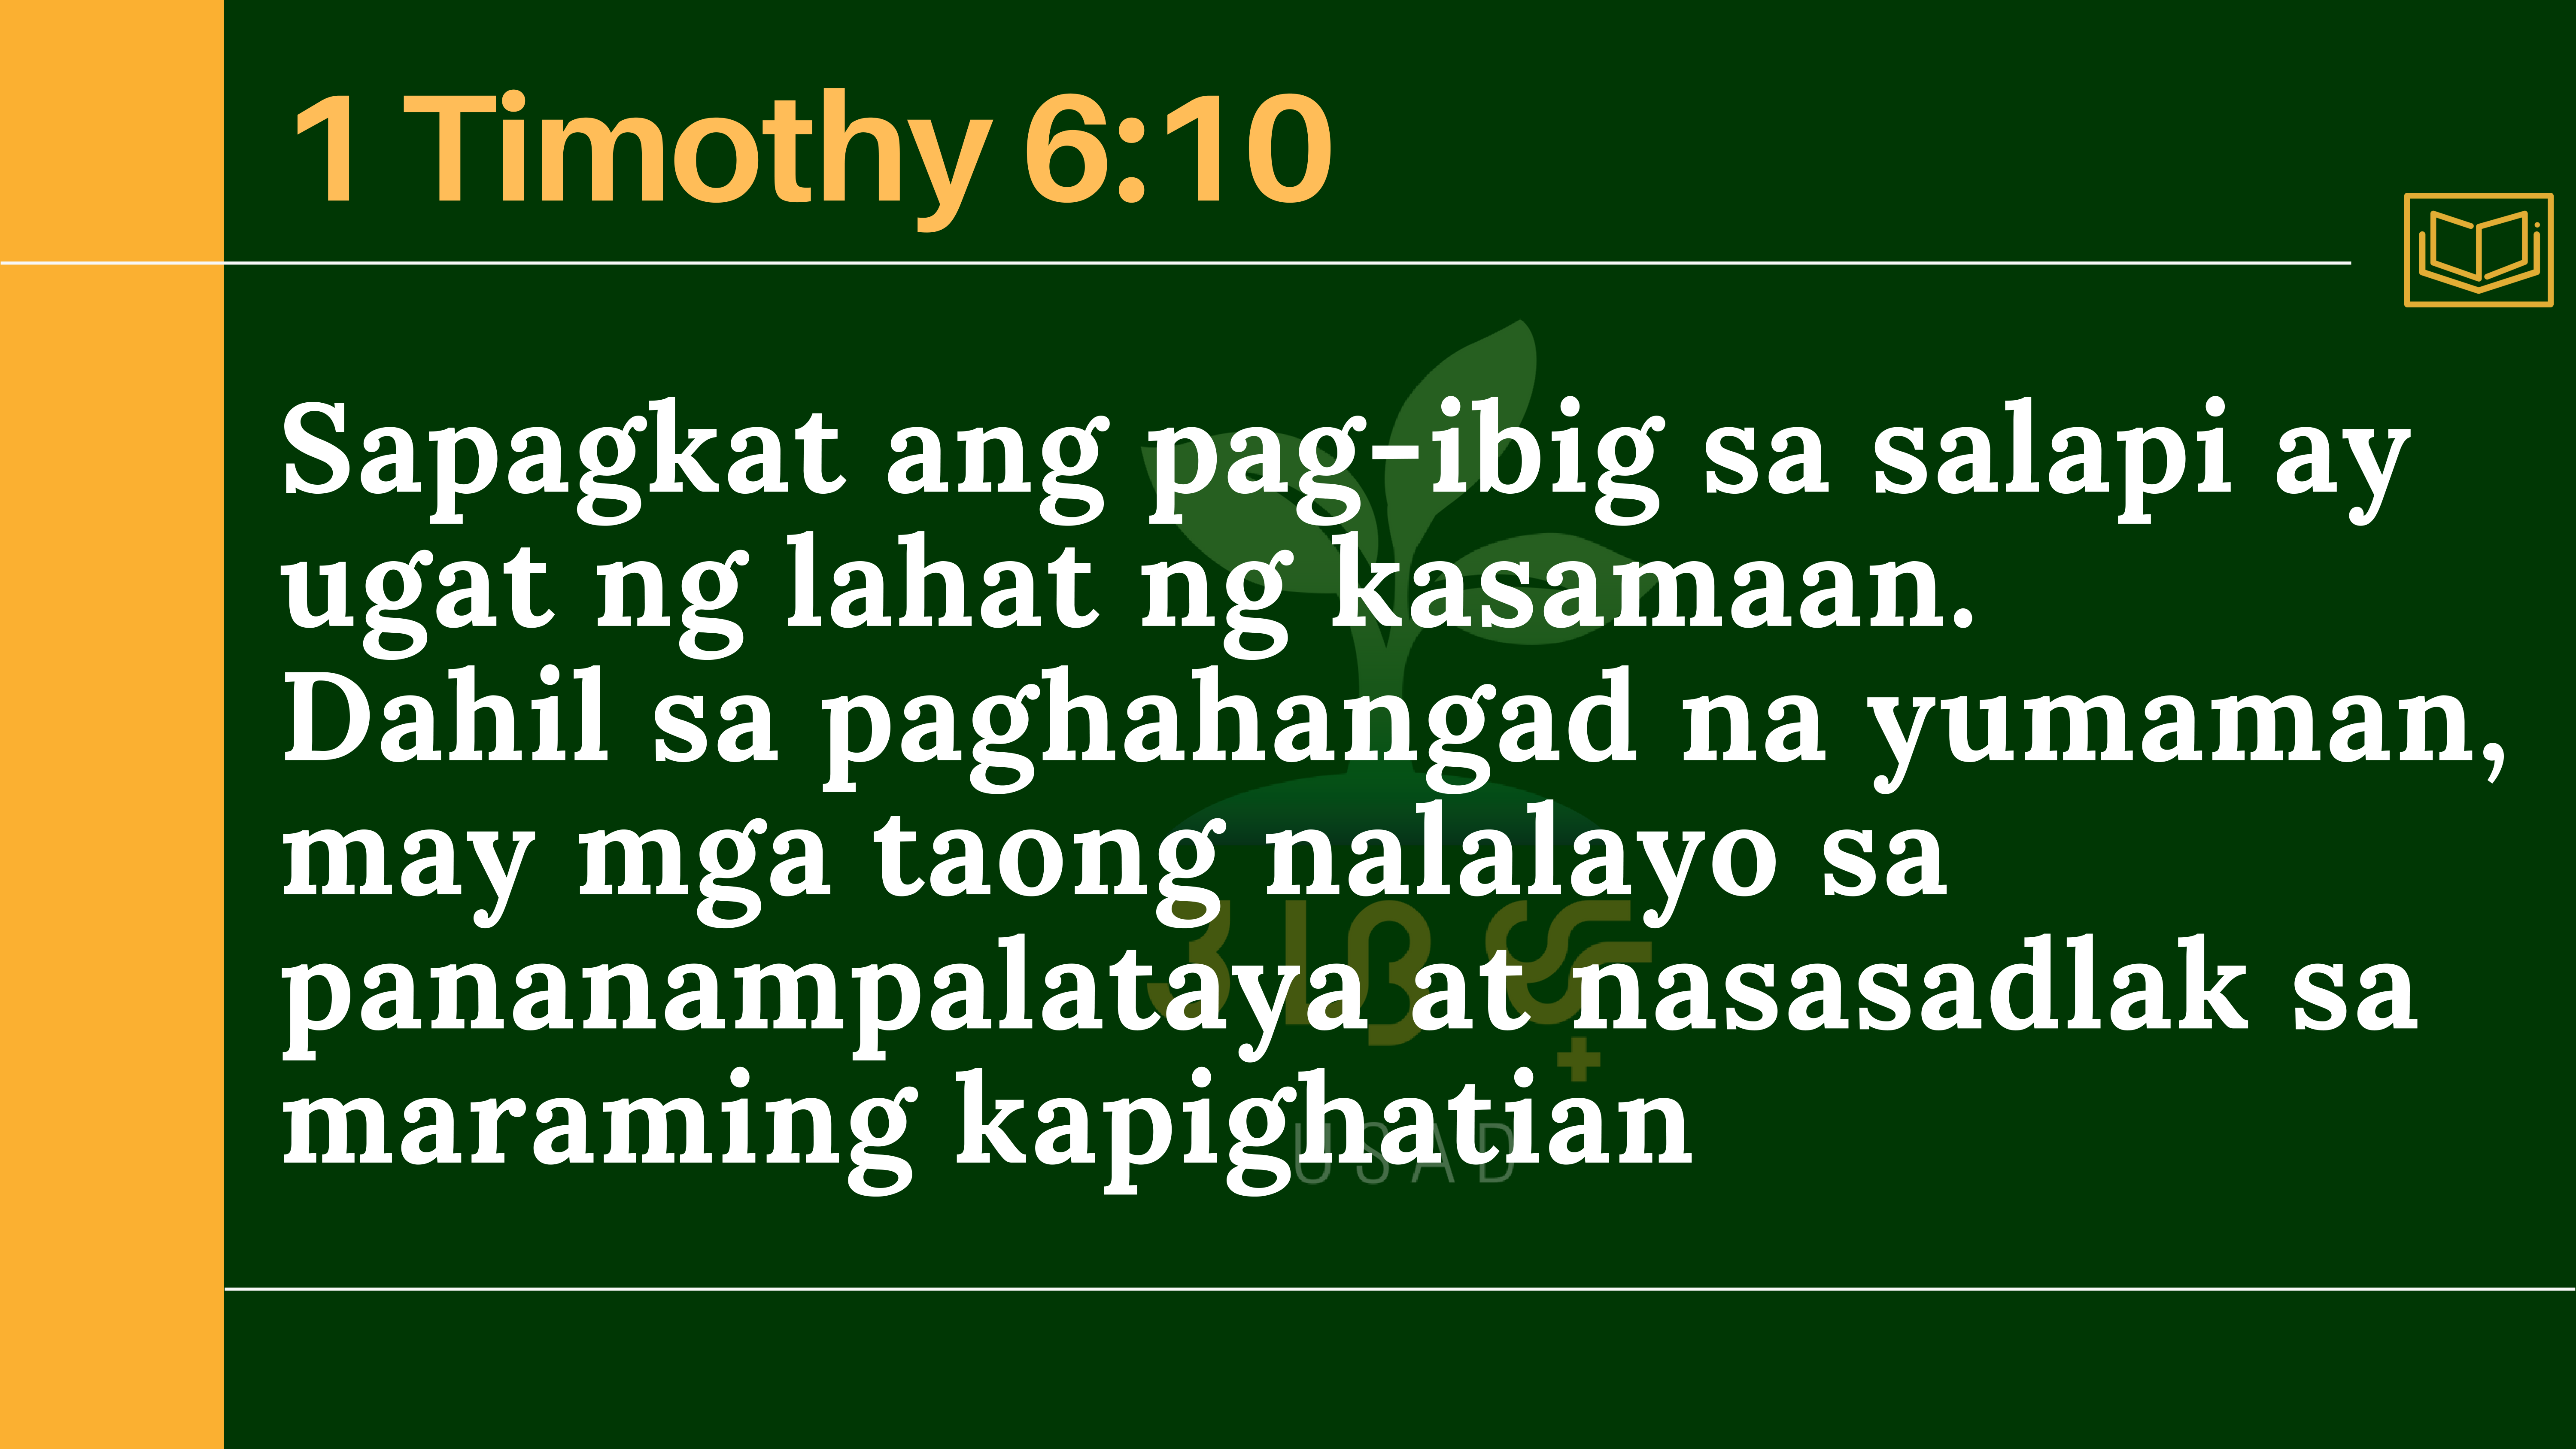 1 Timothy 6:10
Sapagkat ang pag-ibig sa salapi ay
ugat ng lahat ng kasamaan.
Dahil sa paghahangad na yumaman,
may mga taong nalalayo sa
pananampalataya at nasasadlak sa
maraming kapighatian
USAD